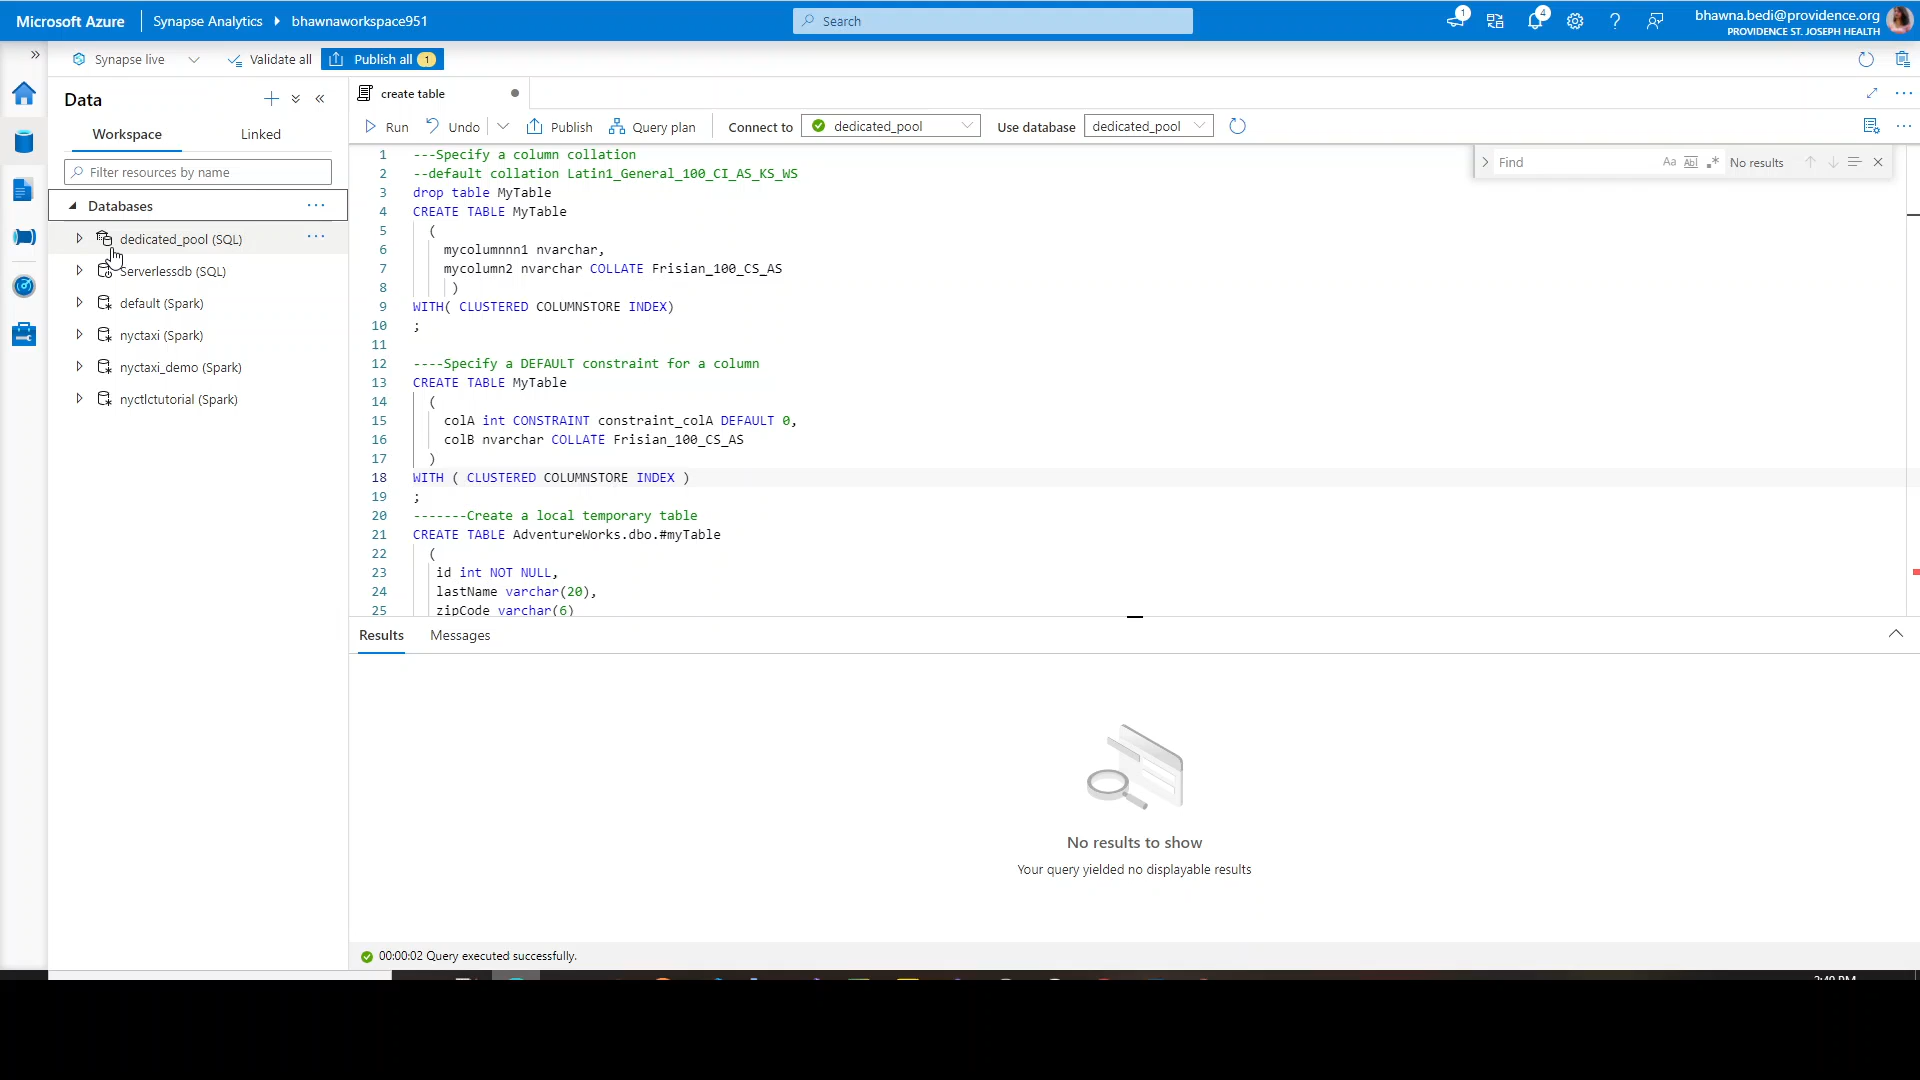 Microsoft Azure
Synapse Analytics
bhawnaworkspace951
Search
1
4
bhawna.bedi@providence.org
PROVIDENCE ST. JOSEPH HEALTH
Synapse live
Validate all
Publish all 1
Data
Workspace
Linked
Filter resources by name
Databases
dedicated_pool (SQL)
Serverlessdb (SQL)
default (Spark)
nyctaxi (Spark)
nyctaxi_demo (Spark)
nyctlctutorial (Spark)
create table
Run Undo Publish Query plan Connect to dedicated_pool Use database dedicated_pool
Find Aa Abl .* No results
1 ---Specify a column collation
2 --default collation Latin1_General_100_CI_AS_KS_WS
3 drop table MyTable
4 CREATE TABLE MyTable
5 (
6 mycolumnnn1 nvarchar,
7 mycolumn2 nvarchar COLLATE Frisian_100_CS_AS
8 )
9 WITH( CLUSTERED COLUMNSTORE INDEX)
10 ;
11
12 ----Specify a DEFAULT constraint for a column
13 CREATE TABLE MyTable
14 (
15 colA int CONSTRAINT constraint_colA DEFAULT 0,
16 colB nvarchar COLLATE Frisian_100_CS_AS
17 )
18 WITH ( CLUSTERED COLUMNSTORE INDEX )
19 ;
20 -------Create a local temporary table
21 CREATE TABLE AdventureWorks.dbo.#myTable
22 (
23 id int NOT NULL,
24 lastName varchar(20),
25 zipCode varchar(6)
Results
Messages
No results to show
Your query yielded no displayable results
00:00:02 Query executed successfully.